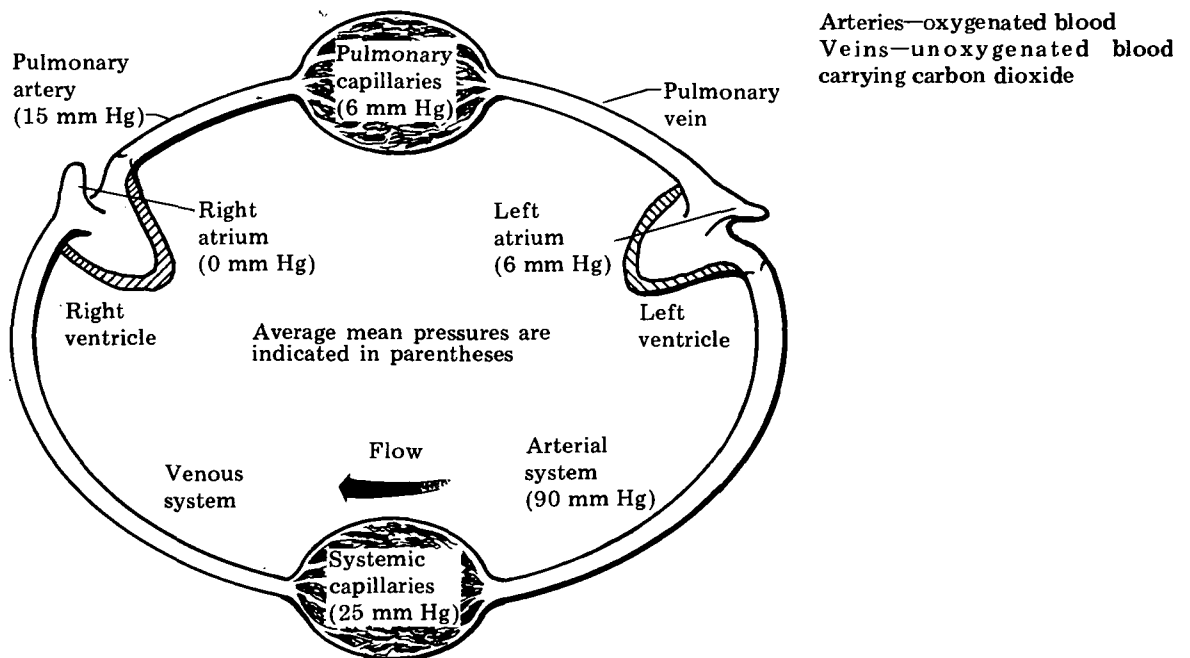 Arteries—oxygenated blood
Veins—unoxygenated blood
carrying carbon dioxide
Pulmonary
artery
(15 mm Hg)
Pulmonary
capillaries
(6 mm Hg)
Pulmonary
vein
Right
atrium
(0 mm Hg)
Left
atrium
(6 mm Hg)
Right
ventricle
Left
ventricle
Average mean pressures are
indicated in parentheses
Flow
Venous
system
Arterial
system
(90 mm Hg)
Systemic
capillaries
(25 mm Hg)